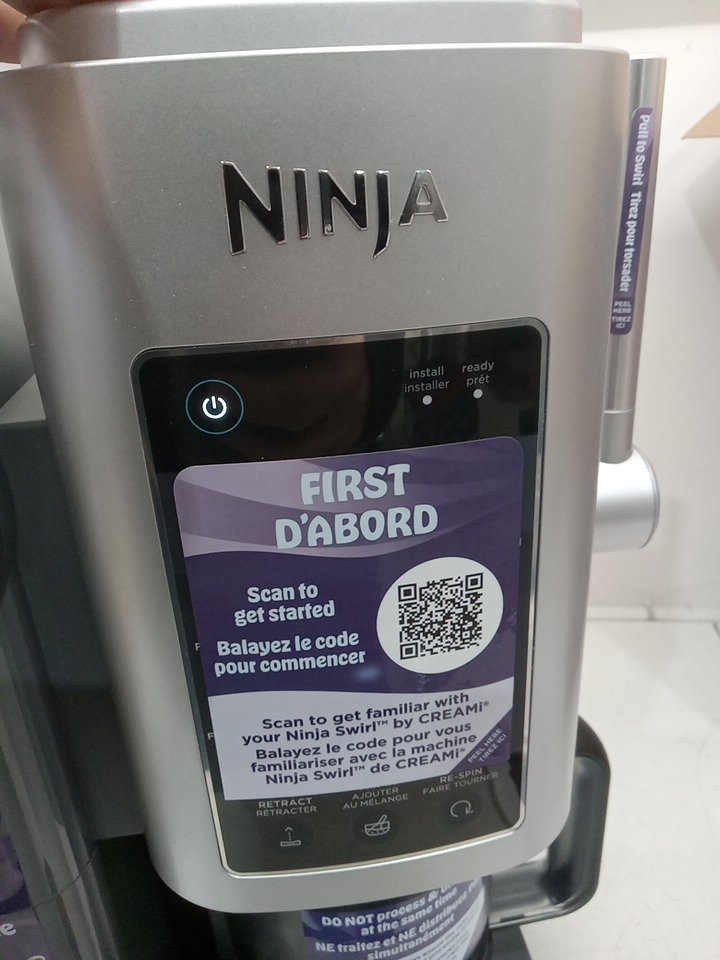 NINJA
Pull to Swirl Tirez pour torsader
PEEL
HERE
TIREZ
ICI
install
installer
ready
prêt
FIRST
D'ABORD
Scan to
get started
Balayez le code
pour commencer
Scan to get familiar with
your Ninja Swirl™ by CREAMi®
Balayez le code pour vous
familiariser avec la machine
Ninja Swirl™ de CREAMi®
PEEL HERE
TIREZ ICI
RETRACT
RÉTRACTER
AJOUTER
AU MÉLANGE
RE-SPIN
FAIRE TOURNER
DO NOT process &
at the same time
NE traitez et NE distribuez
simultanément